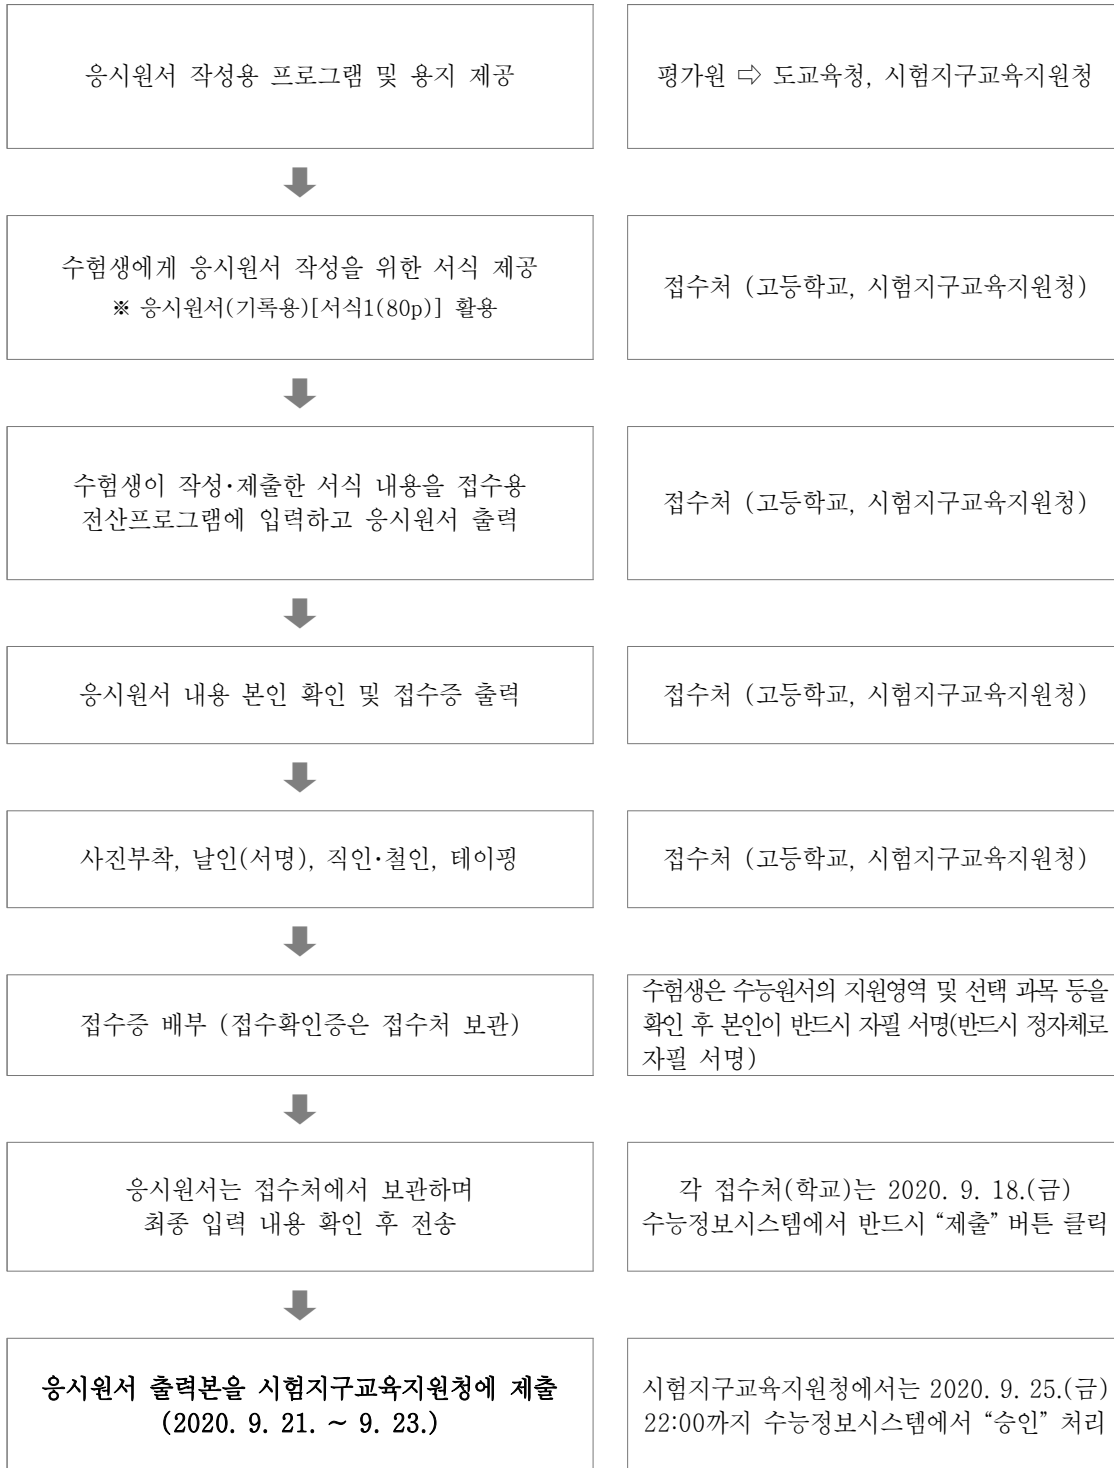 응시원서 작성용 프로그램 및 용지 제공
평가원 ⇨ 도교육청, 시험지구교육지원청
수험생에게 응시원서 작성을 위한 서식 제공
※ 응시원서(기록용)[서식1(80p)] 활용
접수처 (고등학교, 시험지구교육지원청)
수험생이 작성·제출한 서식 내용을 접수용
전산프로그램에 입력하고 응시원서 출력
접수처 (고등학교, 시험지구교육지원청)
응시원서 내용 본인 확인 및 접수증 출력
접수처 (고등학교, 시험지구교육지원청)
사진부착, 날인(서명), 직인·철인, 테이핑
접수처 (고등학교, 시험지구교육지원청)
접수증 배부 (접수확인증은 접수처 보관)
수험생은 수능원서의 지원영역 및 선택 과목 등을
확인 후 본인이 반드시 자필 서명(반드시 정자체로
자필 서명)
응시원서는 접수처에서 보관하며
최종 입력 내용 확인 후 전송
각 접수처(학교)는 2020. 9. 18.(금)
수능정보시스템에서 반드시 “제출” 버튼 클릭
응시원서 출력본을 시험지구교육지원청에 제출
(2020. 9. 21. ~ 9. 23.)
시험지구교육지원청에서는 2020. 9. 25.(금)
22:00까지 수능정보시스템에서 “승인” 처리